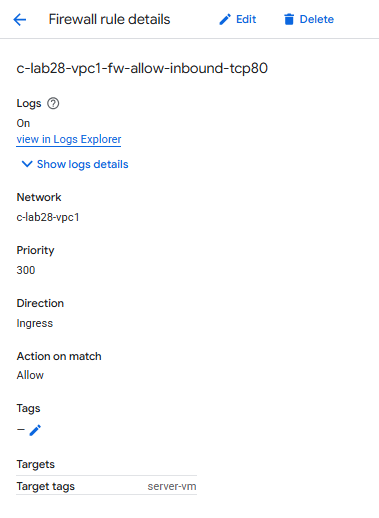 Firewall rule details Edit Delete
c-lab28-vpc1-fw-allow-inbound-tcp80
Logs
On
view in Logs Explorer
Show logs details
Network
c-lab28-vpc1
Priority
300
Direction
Ingress
Action on match
Allow
Tags
—
Targets
Target tags server-vm